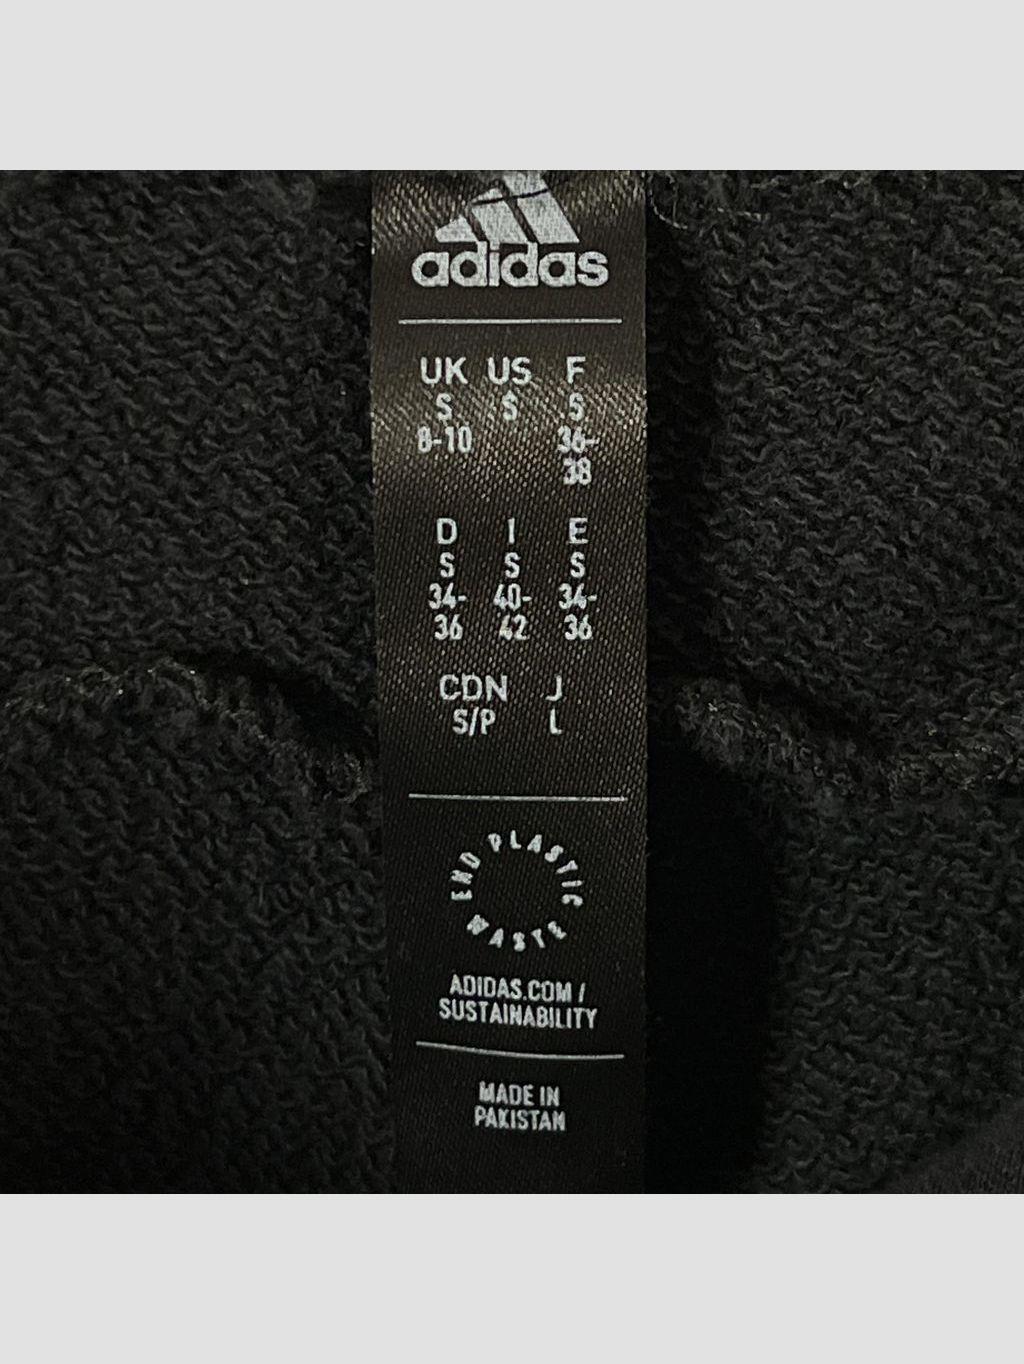 adidas
UK US F
S S S
8-10 36-
38
D I E
S S S
34- 40- 34-
36 42 36
CDN J
S/P L
END PLASTIC WASTE
ADIDAS.COM /
SUSTAINABILITY
MADE IN
PAKISTAN